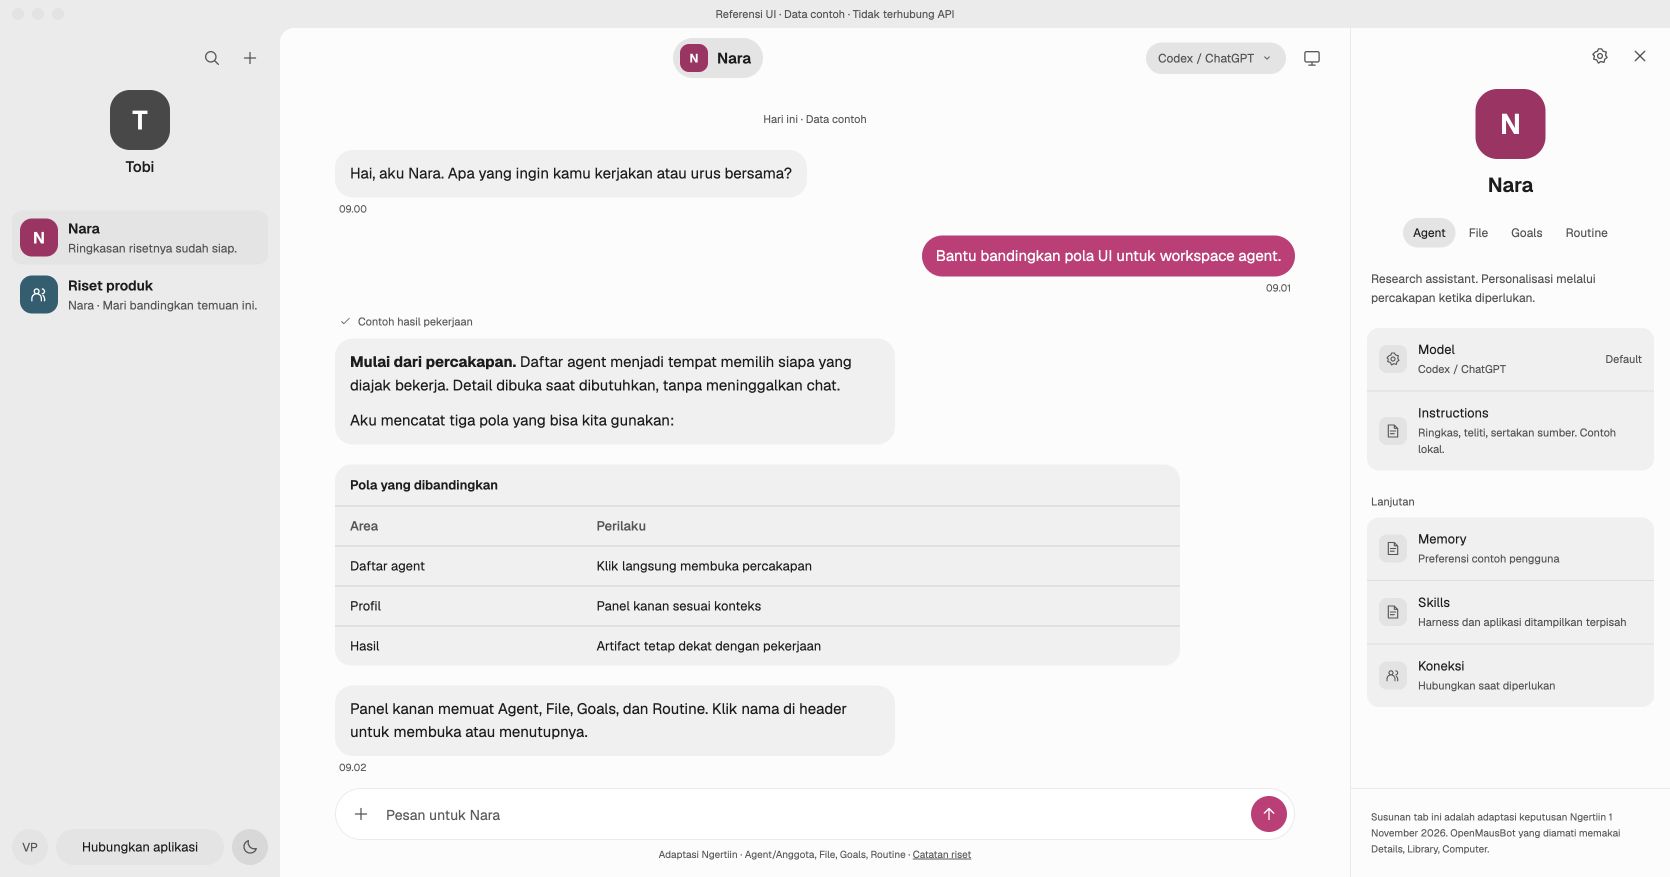 Referensi UI · Data contoh · Tidak terhubung API
T
Tobi
N
Nara
Ringkasan risetnya sudah siap.
Riset produk
Nara · Mari bandingkan temuan ini.
VP
Hubungkan aplikasi
N
Nara
Codex / ChatGPT
Hari ini · Data contoh
Hai, aku Nara. Apa yang ingin kamu kerjakan atau urus bersama?
09.00
Bantu bandingkan pola UI untuk workspace agent.
09.01
Contoh hasil pekerjaan
Mulai dari percakapan. Daftar agent menjadi tempat memilih siapa yang
diajak bekerja. Detail dibuka saat dibutuhkan, tanpa meninggalkan chat.
Aku mencatat tiga pola yang bisa kita gunakan:
Pola yang dibandingkan
Area Perilaku
Daftar agent Klik langsung membuka percakapan
Profil Panel kanan sesuai konteks
Hasil Artifact tetap dekat dengan pekerjaan
Panel kanan memuat Agent, File, Goals, dan Routine. Klik nama di header
untuk membuka atau menutupnya.
09.02
Pesan untuk Nara
Adaptasi Ngertiin · Agent/Anggota, File, Goals, Routine · Catatan riset
N
Nara
Agent File Goals Routine
Research assistant. Personalisasi melalui
percakapan ketika diperlukan.
Model
Codex / ChatGPT
Default
Instructions
Ringkas, teliti, sertakan sumber. Contoh
lokal.
Lanjutan
Memory
Preferensi contoh pengguna
Skills
Harness dan aplikasi ditampilkan terpisah
Koneksi
Hubungkan saat diperlukan
Susunan tab ini adalah adaptasi keputusan Ngertiin 1
November 2026. OpenMausBot yang diamati memakai
Details, Library, Computer.